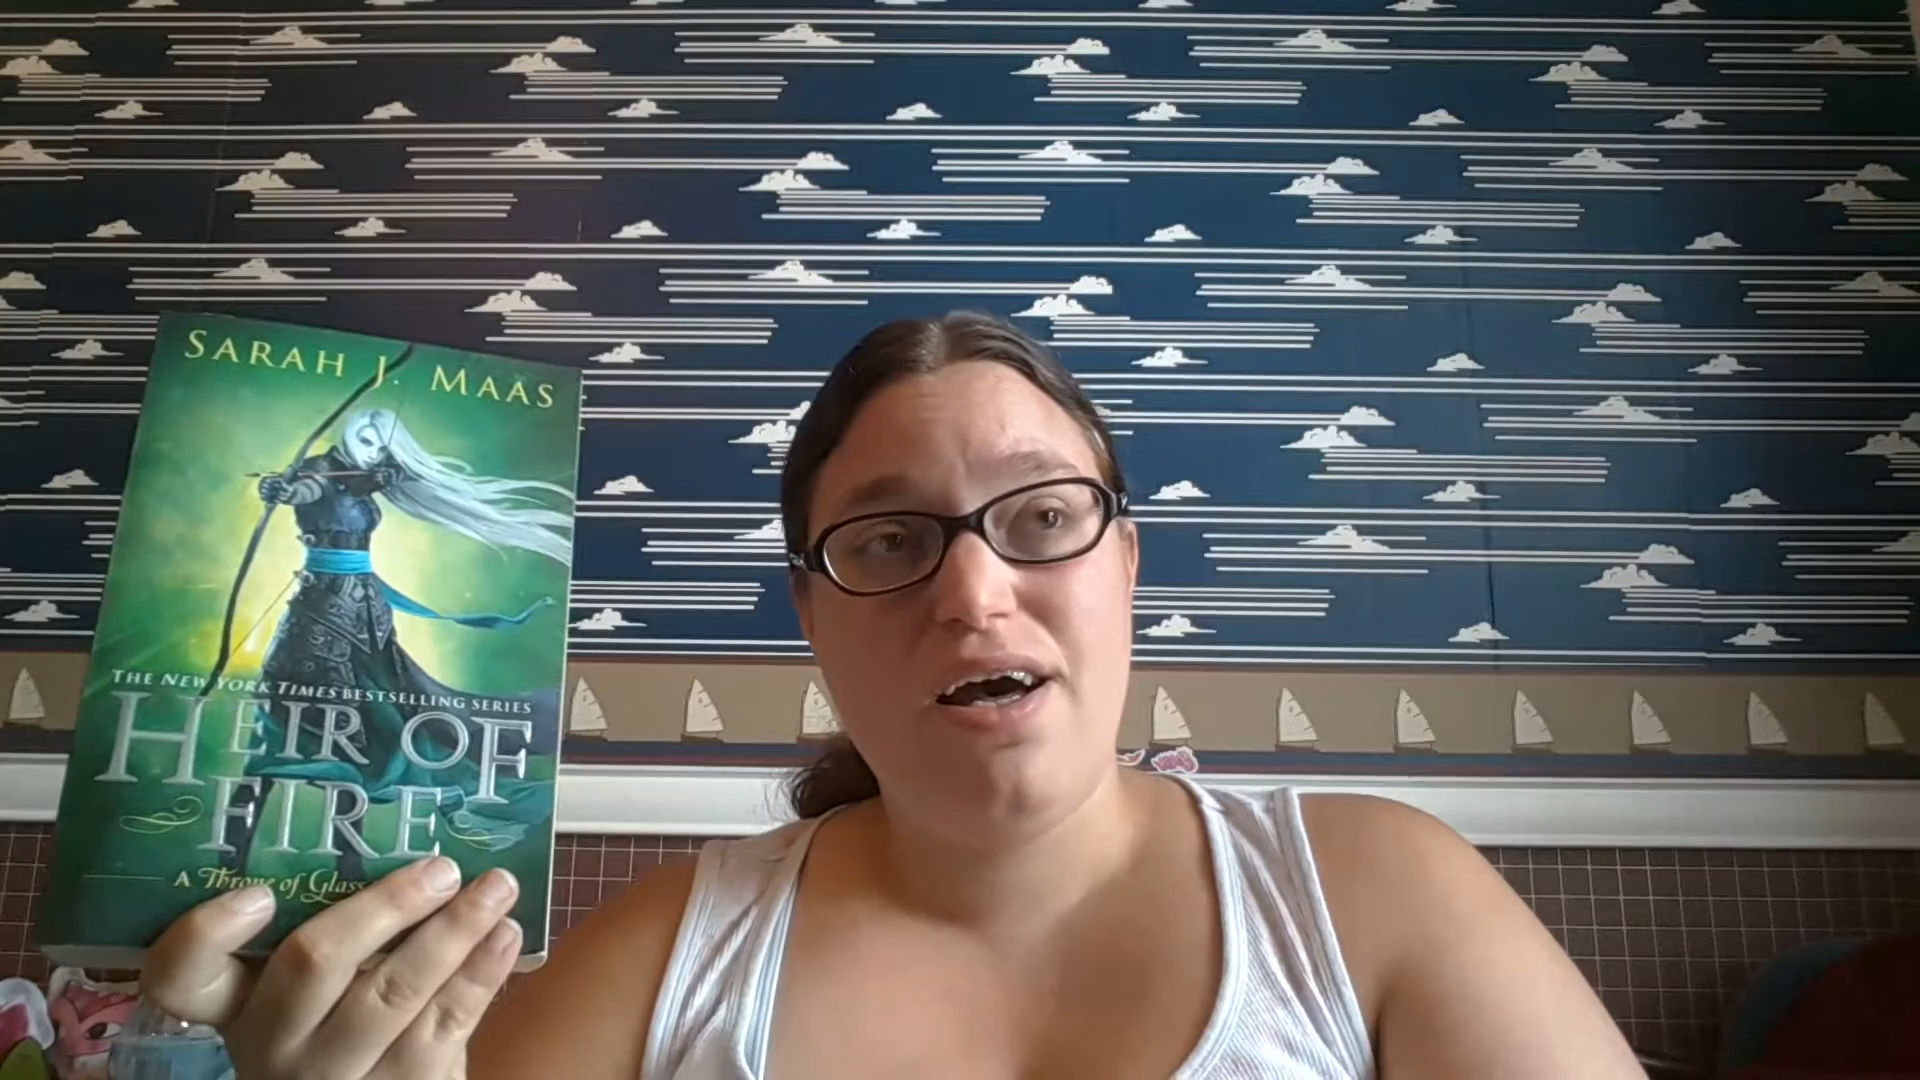 SARAH J. MAAS
THE NEW YORK TIMES BESTSELLING SERIES
HEIR OF
FIRE
A Throne of Glass